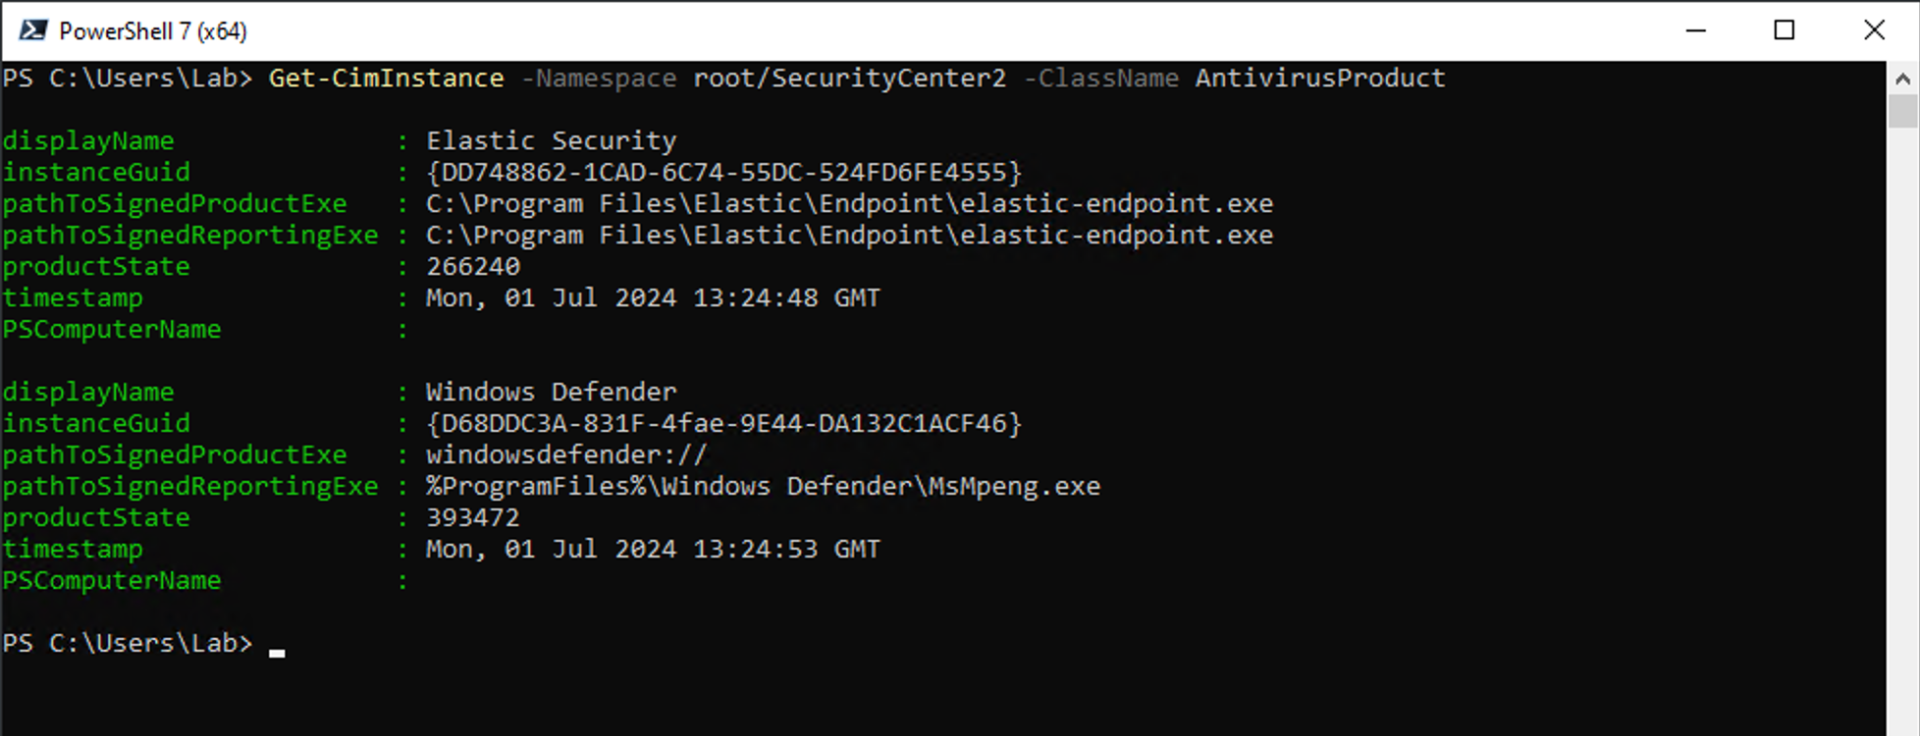 PowerShell 7 (x64)
PS C:\Users\Lab> Get-CimInstance -Namespace root/SecurityCenter2 -ClassName AntivirusProduct
displayName : Elastic Security
instanceGuid : {DD748862-1CAD-6C74-55DC-524FD6FE4555}
pathToSignedProductExe : C:\Program Files\Elastic\Endpoint\elastic-endpoint.exe
pathToSignedReportingExe : C:\Program Files\Elastic\Endpoint\elastic-endpoint.exe
productState : 266240
timestamp : Mon, 01 Jul 2024 13:24:48 GMT
PSComputerName :
displayName : Windows Defender
instanceGuid : {D68DDC3A-831F-4fae-9E44-DA132C1ACF46}
pathToSignedProductExe : windowsdefender://
pathToSignedReportingExe : %ProgramFiles%\Windows Defender\MsMpeng.exe
productState : 393472
timestamp : Mon, 01 Jul 2024 13:24:53 GMT
PSComputerName :
PS C:\Users\Lab>